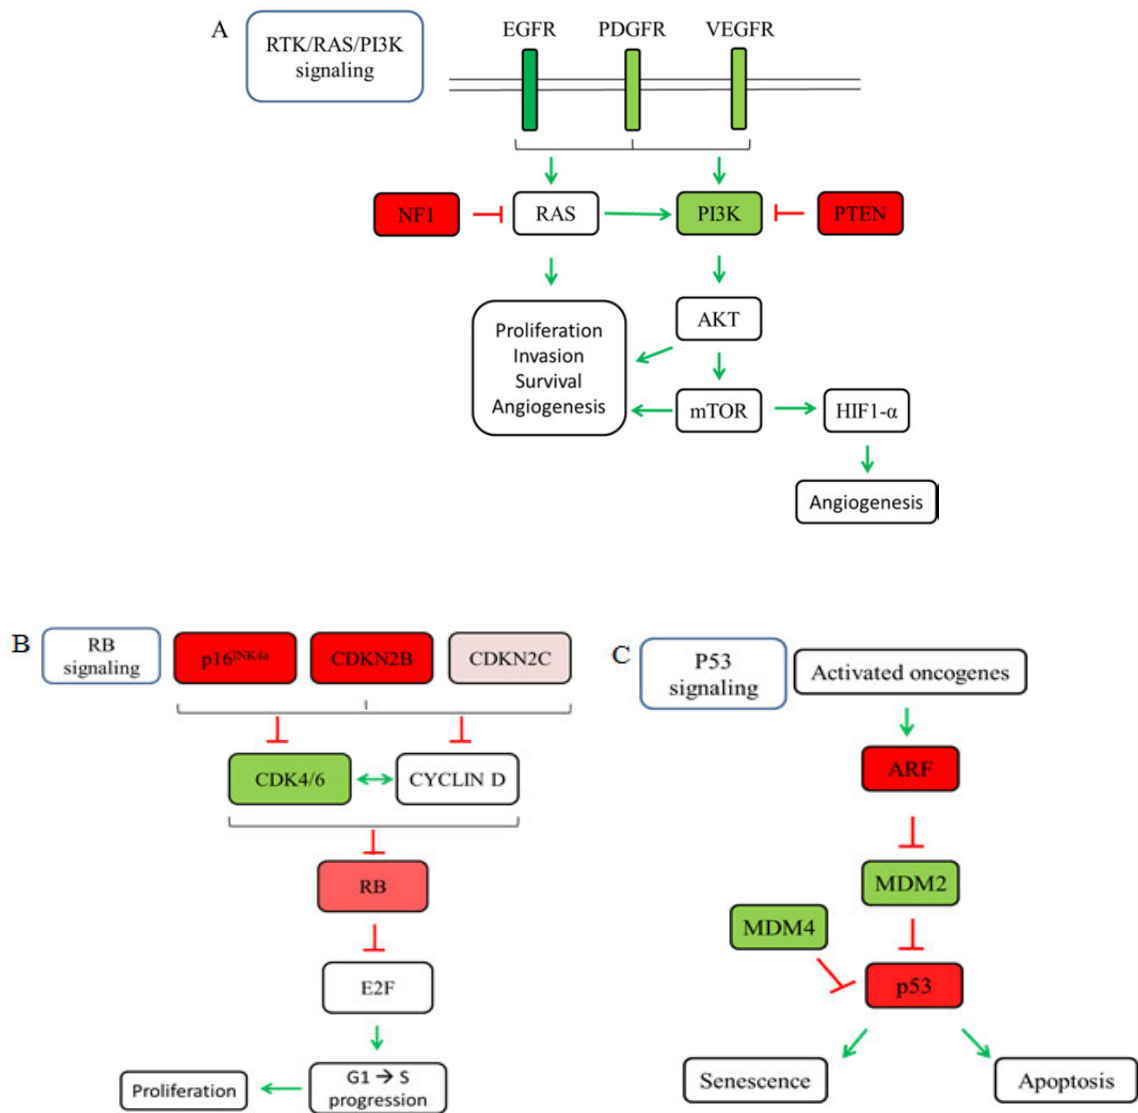 A
RTK/RAS/PI3K
signaling
EGFR
PDGFR
VEGFR
NF1
RAS
PI3K
PTEN
Proliferation
Invasion
Survival
Angiogenesis
AKT
mTOR
HIF1-α
Angiogenesis
B
RB
signaling
p16INK4a
CDKN2B
CDKN2C
CDK4/6
CYCLIN D
RB
E2F
G1 → S
progression
Proliferation
C
P53
signaling
Activated oncogenes
ARF
MDM2
MDM4
p53
Senescence
Apoptosis